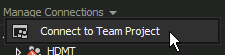 Manage Connections
Connect to Team Project
HDMT